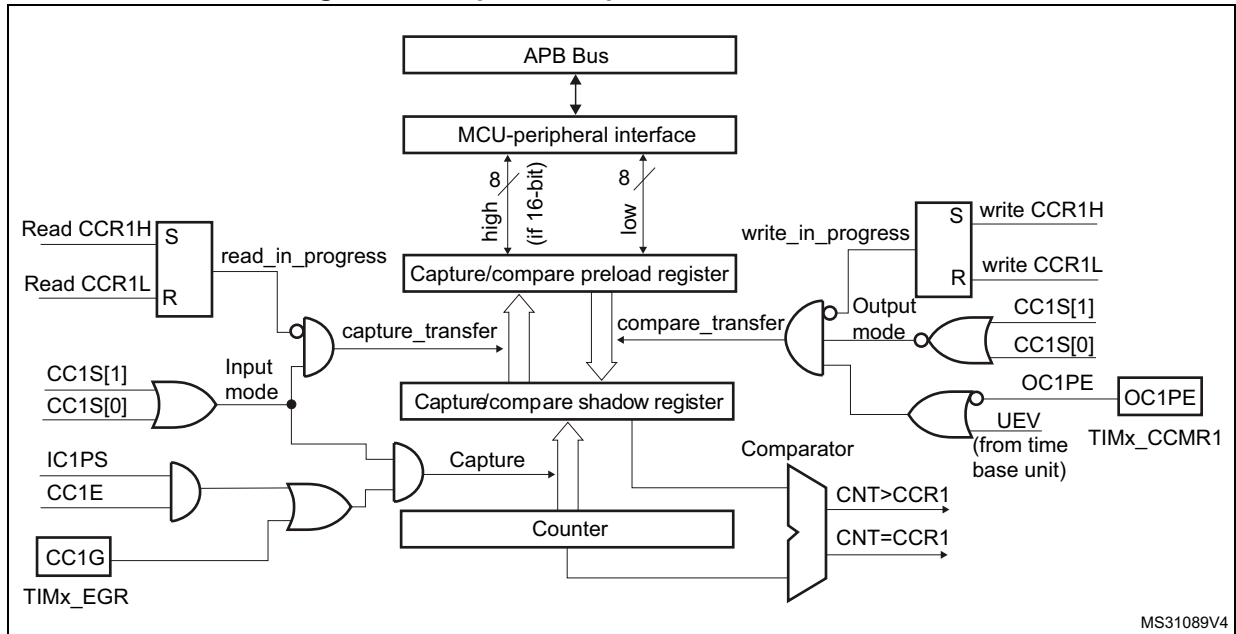 APB Bus
MCU-peripheral interface
8
high
(if 16-bit)
8
low
Read CCR1H
S
read_in_progress
Read CCR1L
R
write_in_progress
S
write CCR1H
R
write CCR1L
Capture/compare preload register
capture_transfer
compare_transfer
Output
mode
CC1S[1]
CC1S[0]
CC1S[1]
CC1S[0]
Input
mode
Capture/compare shadow register
OC1PE
OC1PE
UEV
(from time
base unit)
TIMx_CCMR1
IC1PS
CC1E
Capture
Comparator
CNT>CCR1
Counter
CNT=CCR1
CC1G
TIMx_EGR
MS31089V4